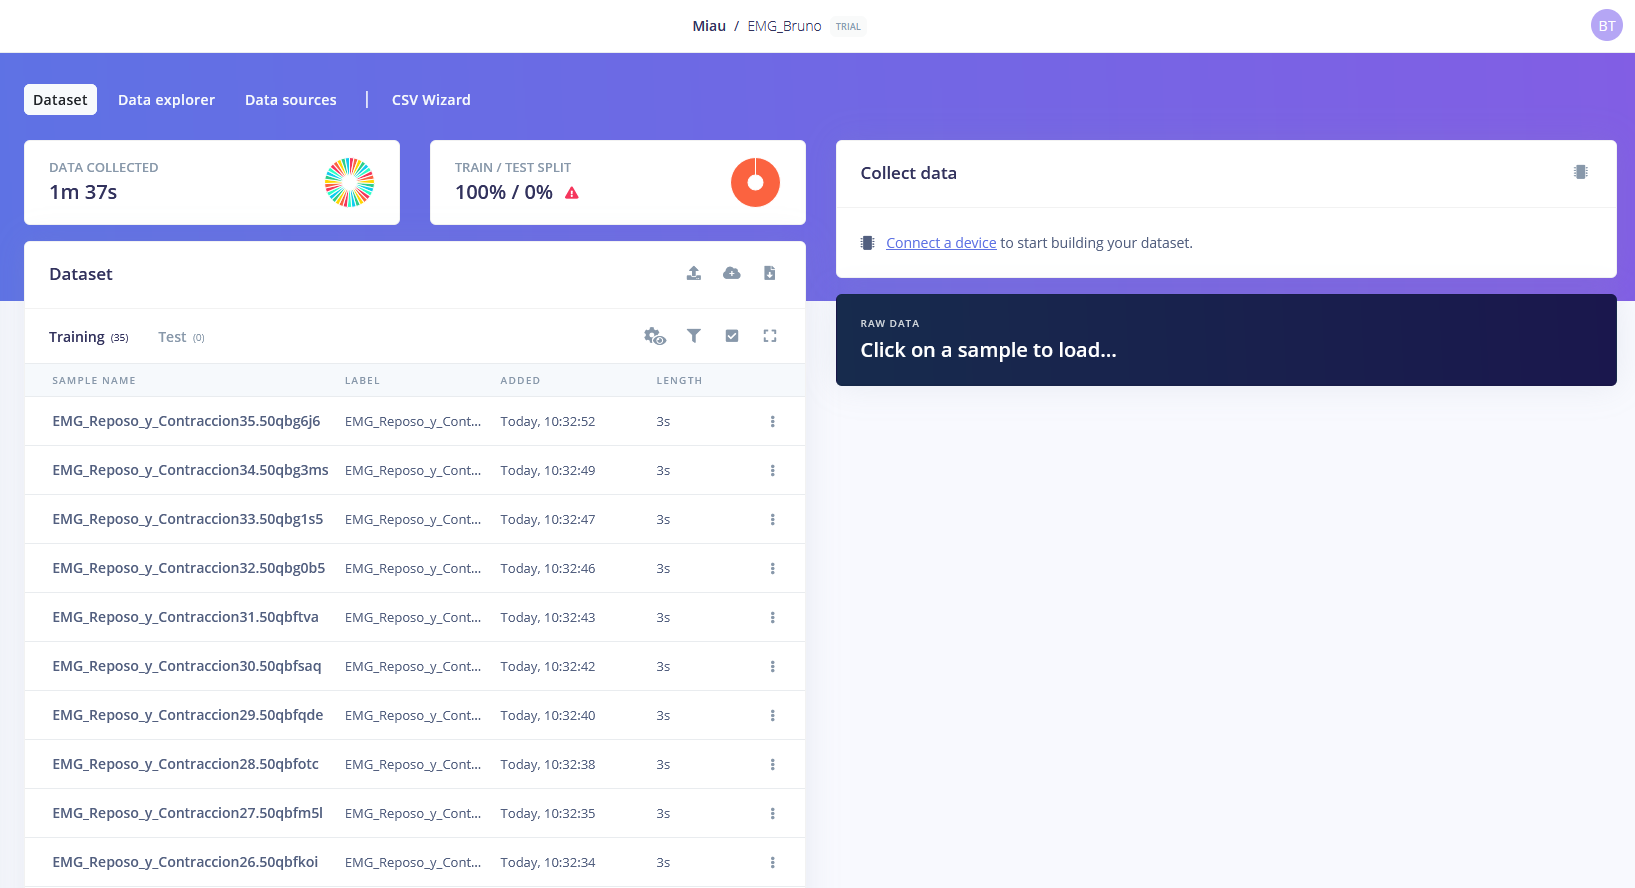 Miau / EMG_Bruno TRIAL
BT
Dataset Data explorer Data sources | CSV Wizard
DATA COLLECTED
1m 37s
TRAIN / TEST SPLIT
100% / 0%
Collect data
Connect a device to start building your dataset.
RAW DATA
Click on a sample to load...
Dataset
Training (35) Test (0)
SAMPLE NAME LABEL ADDED LENGTH
EMG_Reposo_y_Contraccion35.50qbg6j6 EMG_Reposo_y_Cont... Today, 10:32:52 3s
EMG_Reposo_y_Contraccion34.50qbg3ms EMG_Reposo_y_Cont... Today, 10:32:49 3s
EMG_Reposo_y_Contraccion33.50qbg1s5 EMG_Reposo_y_Cont... Today, 10:32:47 3s
EMG_Reposo_y_Contraccion32.50qbg0b5 EMG_Reposo_y_Cont... Today, 10:32:46 3s
EMG_Reposo_y_Contraccion31.50qbftva EMG_Reposo_y_Cont... Today, 10:32:43 3s
EMG_Reposo_y_Contraccion30.50qbfsaq EMG_Reposo_y_Cont... Today, 10:32:42 3s
EMG_Reposo_y_Contraccion29.50qbfqde EMG_Reposo_y_Cont... Today, 10:32:40 3s
EMG_Reposo_y_Contraccion28.50qbfotc EMG_Reposo_y_Cont... Today, 10:32:38 3s
EMG_Reposo_y_Contraccion27.50qbfm5l EMG_Reposo_y_Cont... Today, 10:32:35 3s
EMG_Reposo_y_Contraccion26.50qbfkoi EMG_Reposo_y_Cont... Today, 10:32:34 3s